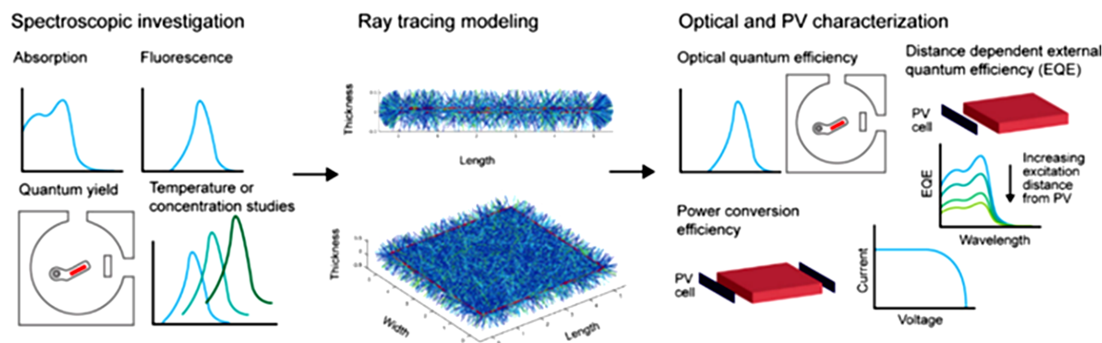 Spectroscopic investigation
Absorption
Fluorescence
Quantum yield
Temperature or
concentration studies
Ray tracing modeling
Thickness
Length
Thickness
Width
Length
Optical and PV characterization
Optical quantum efficiency
Distance dependent external
quantum efficiency (EQE)
PV
cell
EQE
Increasing
excitation
distance
from PV
Wavelength
Power conversion
efficiency
PV
cell
Current
Voltage